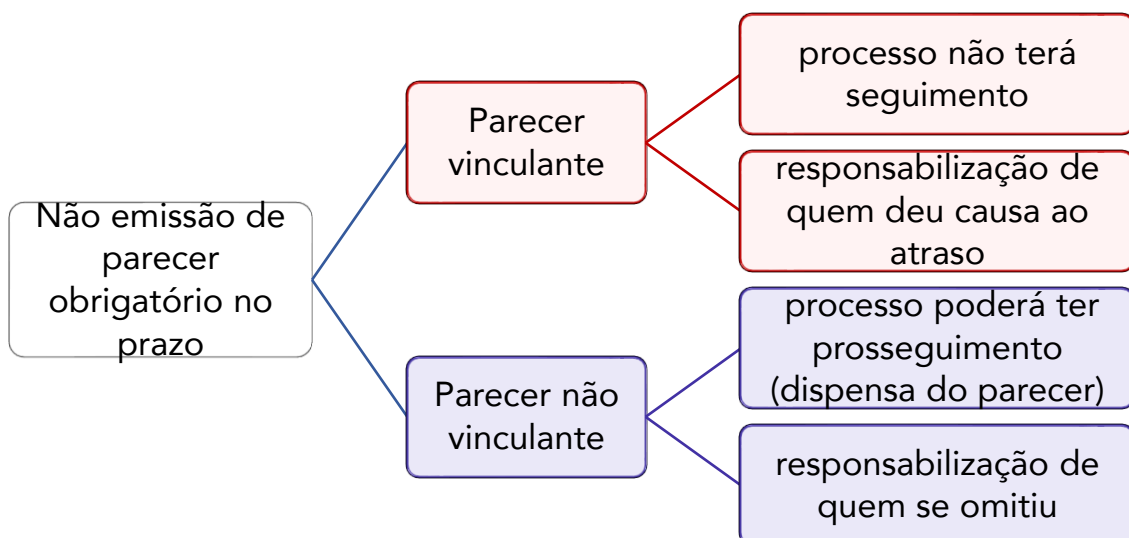 Não emissão de
parecer
obrigatório no
prazo
Parecer
vinculante
processo não terá
seguimento
responsabilização de
quem deu causa ao
atraso
Parecer não
vinculante
processo poderá ter
prosseguimento
(dispensa do parecer)
responsabilização de
quem se omitiu